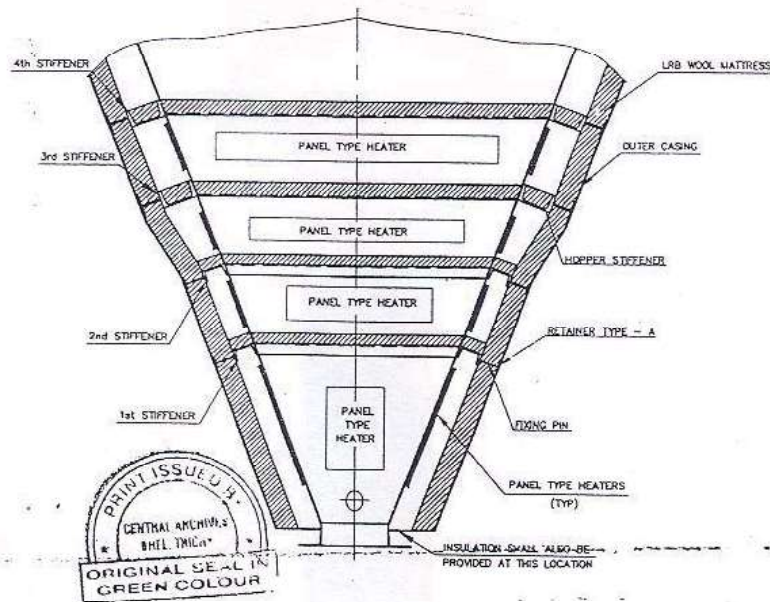 4th STIFFENER
LRB WOOL MATTRESS
PANEL TYPE HEATER
OUTER CASING
3rd STIFFENER
PANEL TYPE HEATER
HOPPER STIFFENER
PANEL TYPE HEATER
2nd STIFFENER
RETAINER TYPE - A
1st STIFFENER
PANEL
TYPE
HEATER
FIXING PIN
PANEL TYPE HEATERS
(TYP)
PRINT ISSUED BY
CENTRAL ARCHIVES
BHEL, TRICHY
ORIGINAL SEAL IN
GREEN COLOUR
INSULATION SHALL ALSO BE
PROVIDED AT THIS LOCATION